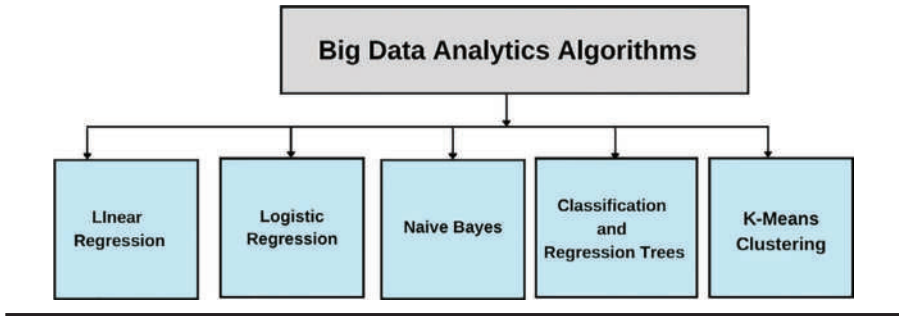 Big Data Analytics Algorithms
LInear
Regression
Logistic
Regression
Naive Bayes
Classification
and
Regression Trees
K-Means
Clustering